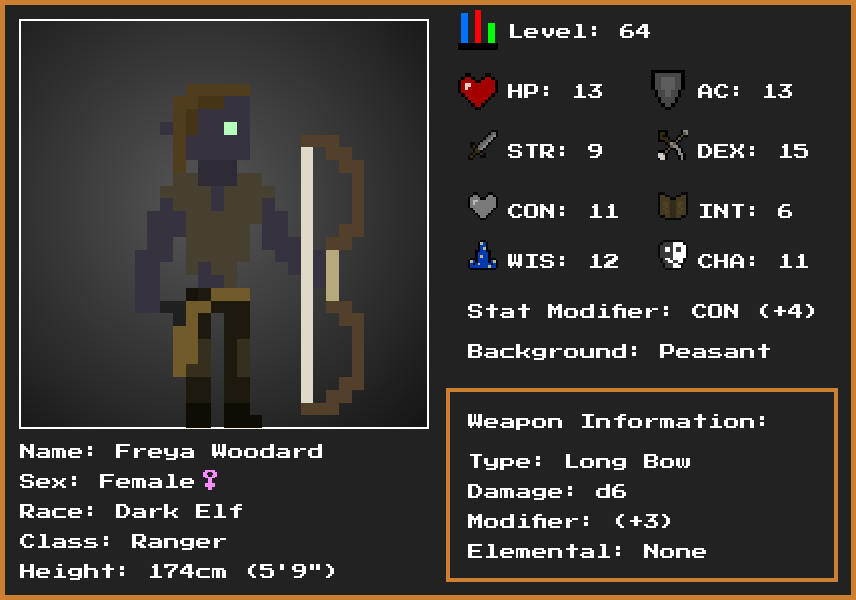 Level: 64
HP: 13 AC: 13
STR: 9 DEX: 15
CON: 11 INT: 6
WIS: 12 CHA: 11
Stat Modifier: CON (+4)
Background: Peasant
Weapon Information:
Type: Long Bow
Damage: d6
Modifier: (+3)
Elemental: None
Name: Freya Woodard
Sex: Female♀
Race: Dark Elf
Class: Ranger
Height: 174cm (5'9")